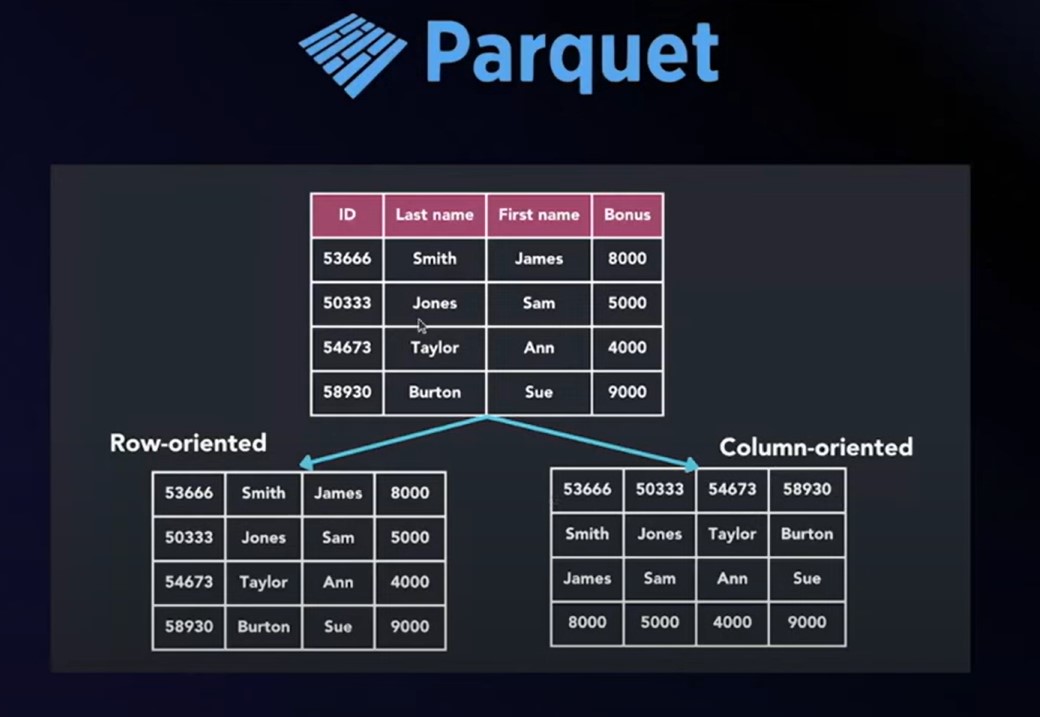 Parquet
ID Last name First name Bonus
53666 Smith James 8000
50333 Jones Sam 5000
54673 Taylor Ann 4000
58930 Burton Sue 9000
Row-oriented
53666 Smith James 8000
50333 Jones Sam 5000
54673 Taylor Ann 4000
58930 Burton Sue 9000
Column-oriented
53666 50333 54673 58930
Smith Jones Taylor Burton
James Sam Ann Sue
8000 5000 4000 9000